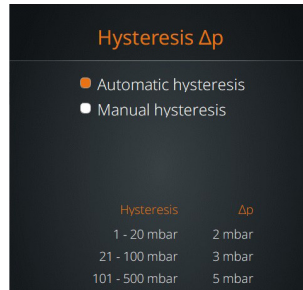 Hysteresis Δp
Automatic hysteresis
Manual hysteresis
Hysteresis Δp
1 - 20 mbar 2 mbar
21 - 100 mbar 3 mbar
101 - 500 mbar 5 mbar